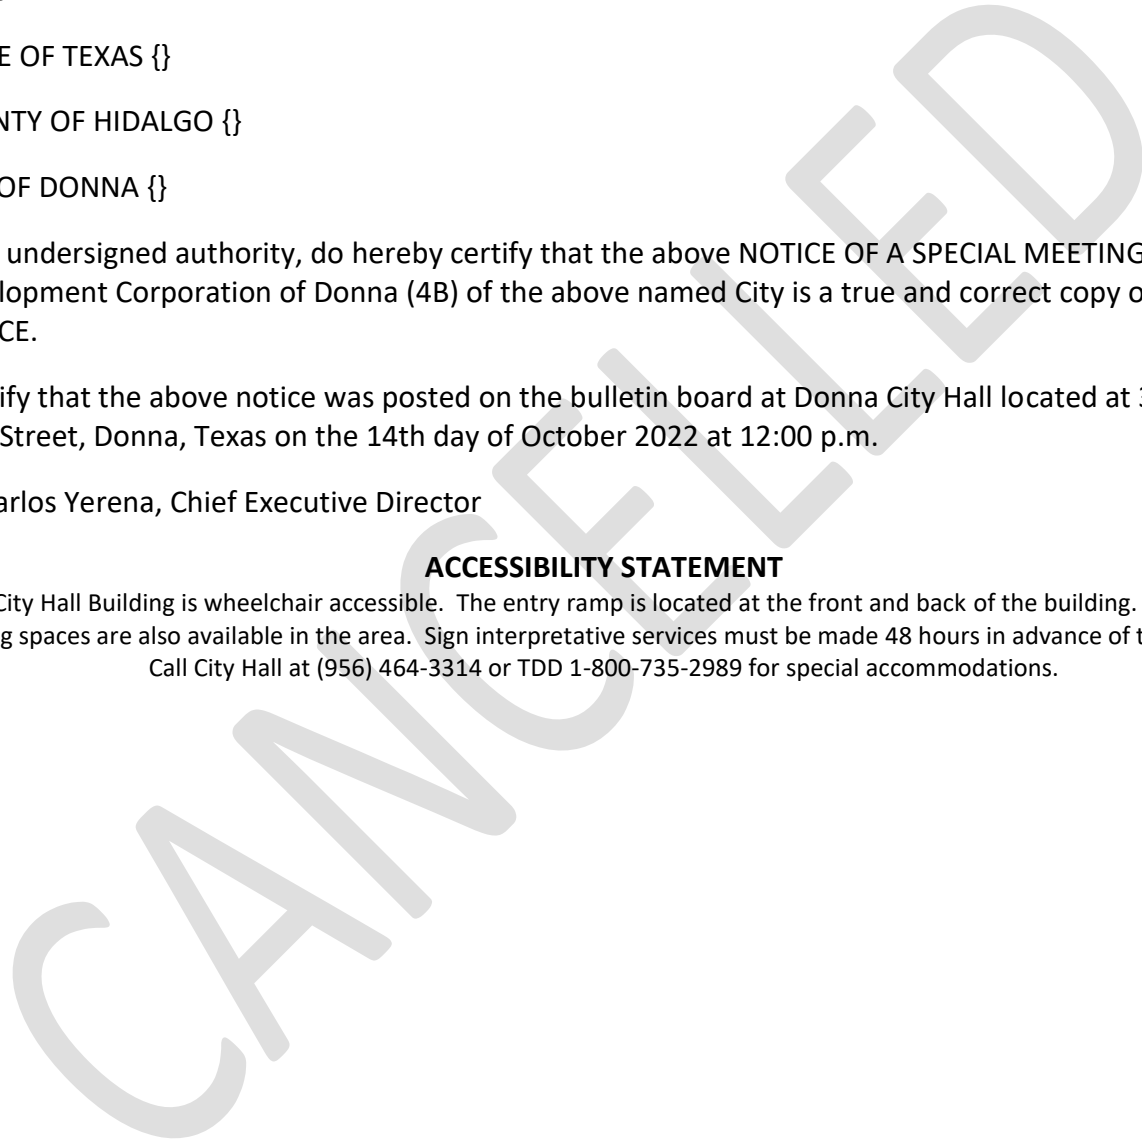 E OF TEXAS {}
NTY OF HIDALGO {}
OF DONNA {}
undersigned authority, do hereby certify that the above NOTICE OF A SPECIAL MEETING
lopment Corporation of Donna (4B) of the above named City is a true and correct copy o
CE.
ify that the above notice was posted on the bulletin board at Donna City Hall located at 3
Street, Donna, Texas on the 14th day of October 2022 at 12:00 p.m.
arlos Yerena, Chief Executive Director
ACCESSIBILITY STATEMENT
City Hall Building is wheelchair accessible.  The entry ramp is located at the front and back of the building.
g spaces are also available in the area.  Sign interpretative services must be made 48 hours in advance of t
Call City Hall at (956) 464-3314 or TDD 1-800-735-2989 for special accommodations.
CANCELLED